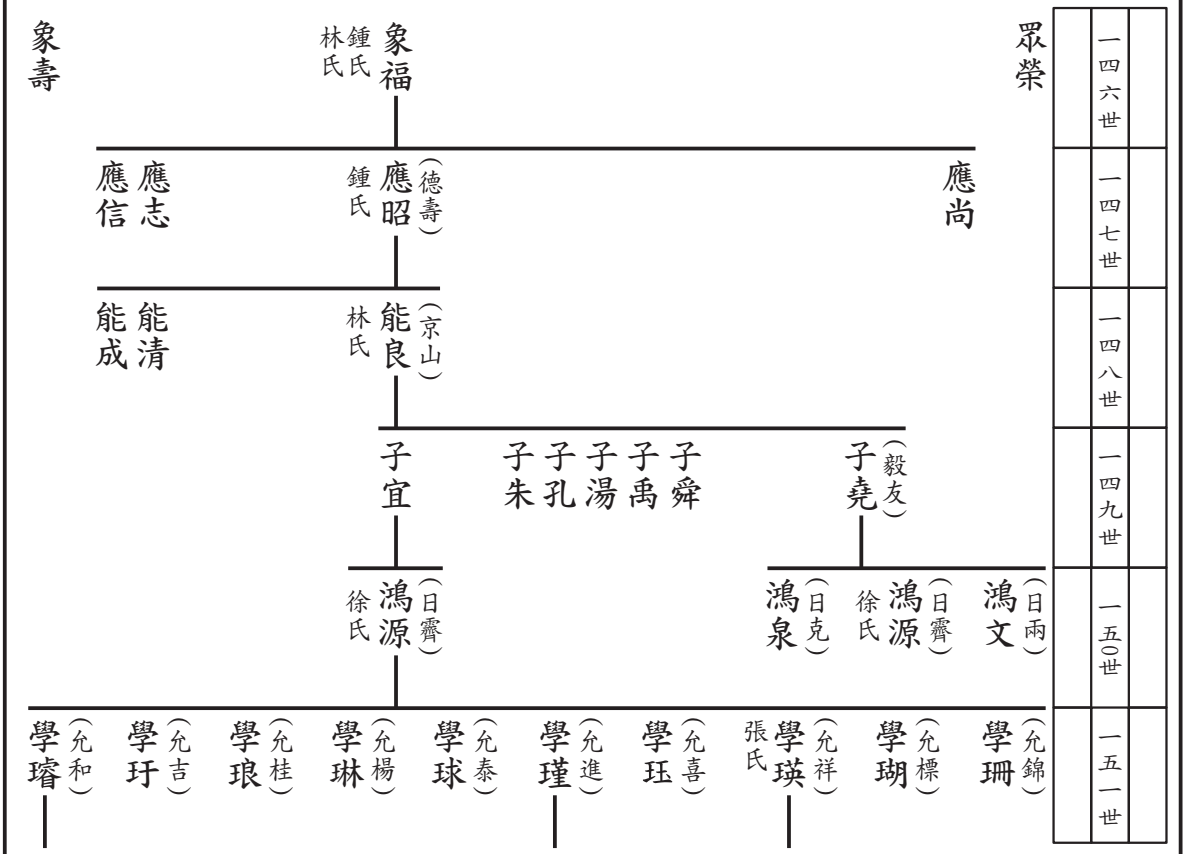 一四六世
眾榮
象福
鍾氏
林氏
象壽
一四七世
應尚
(德壽)
應昭
鍾氏
應志
應信
一四八世
(京山)
能良
林氏
能清
能成
一四九世
(毅友)
子堯
子舜
子禹
子湯
子孔
子朱
子宜
一五〇世
(日雨)
鴻文
(日霽)
鴻源
徐氏
(日克)
鴻泉
(日霽)
鴻源
徐氏
一五一世
(允錦)
學珊
(允標)
學瑚
(允祥)
學瑛
張氏
(允喜)
學珏
(允進)
學瑾
(允泰)
學球
(允楊)
學琳
(允桂)
學琅
(允吉)
學玗
(允和)
學璿